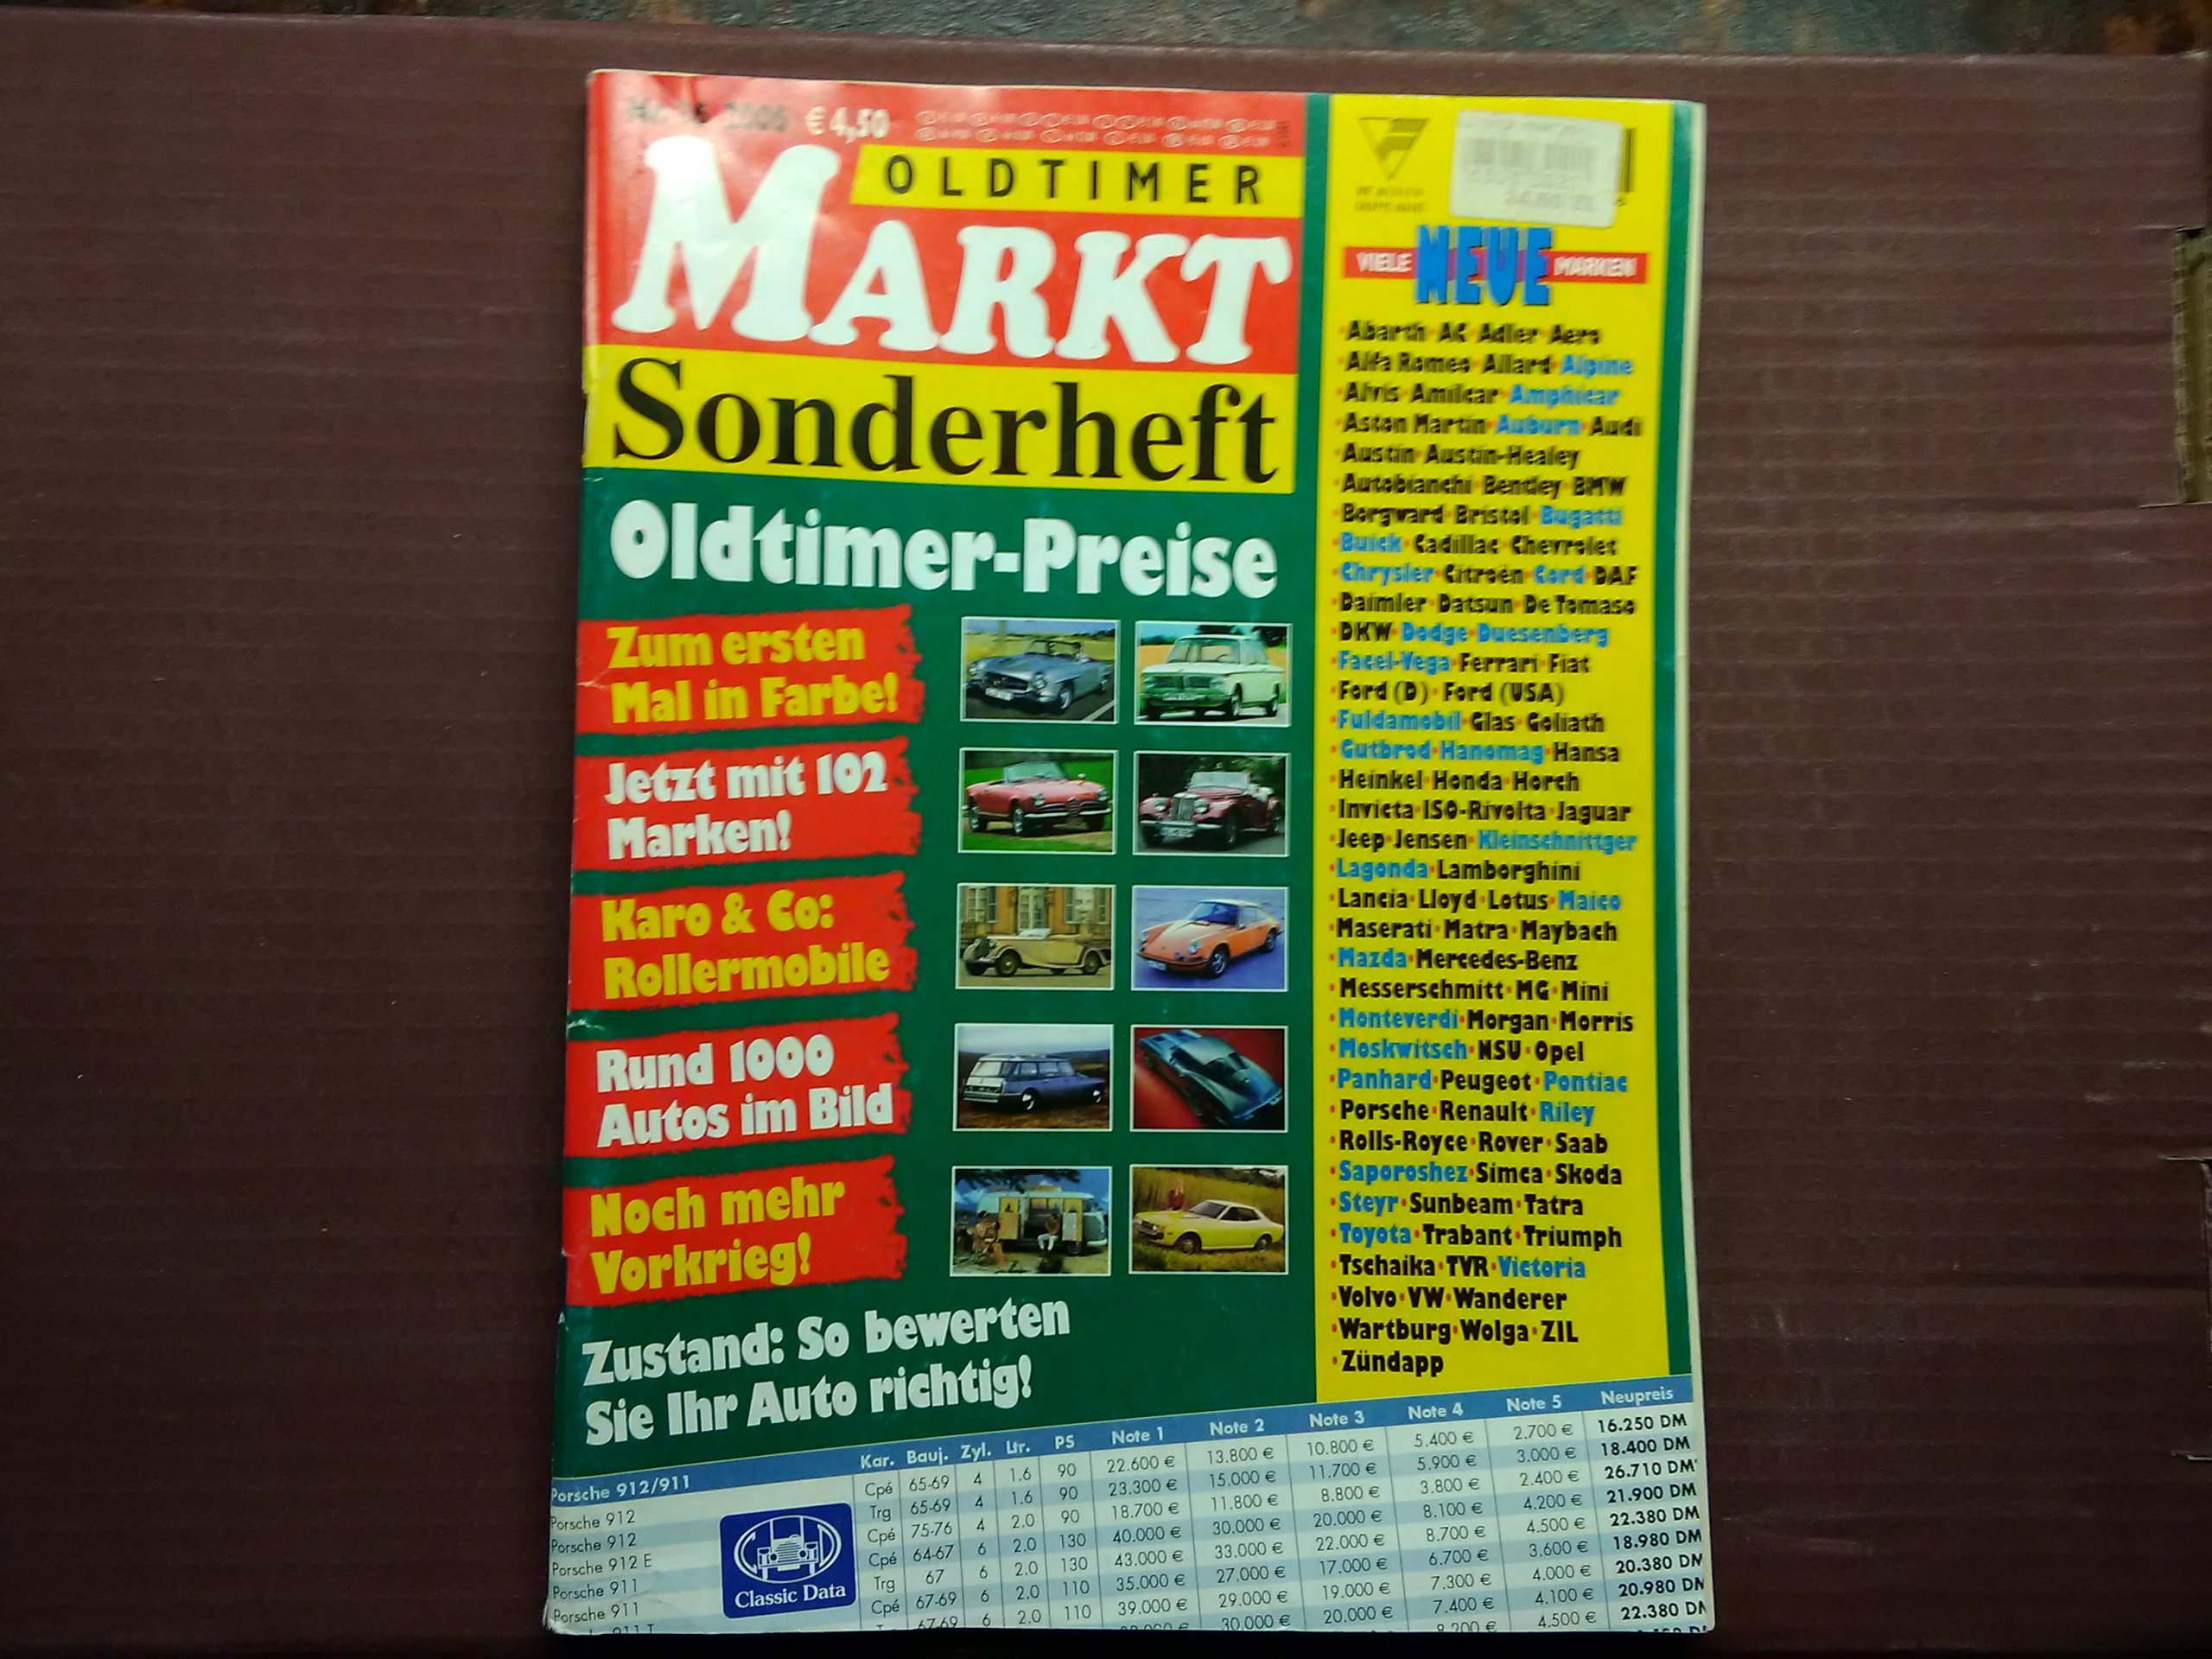 € 4,50
OLDTIMER
MARKT
Sonderheft
Oldtimer-Preise
Zum ersten
Mal in Farbe!
Jetzt mit 102
Marken!
Karo & Co:
Rollermobile
Rund 1000
Autos im Bild
Noch mehr
Vorkrieg!
Zustand: So bewerten
Sie Ihr Auto richtig!
VIELE NEUE MARKEN
·Abarth·AC·Adler·Aero
·Alfa Romeo·Allard·Alpine
·Alvis·Amilcar·Amphicar
·Aston Martin·Auburn·Audi
·Austin·Austin-Healey
·Autobianchi·Bentley·BMW
·Borgward·Bristol·Bugatti
·Buick·Cadillac·Chevrolet
·Chrysler·Citroën·Cord·DAF
·Daimler·Datsun·De Tomaso
·DKW·Dodge·Duesenberg
·Facel-Vega·Ferrari·Fiat
·Ford (D)·Ford (USA)
·Fuldamobil·Glas·Goliath
·Gutbrod·Hanomag·Hansa
·Heinkel·Honda·Horch
·Invicta·ISO-Rivolta·Jaguar
·Jeep·Jensen·Kleinschnittger
·Lagonda·Lamborghini
·Lancia·Lloyd·Lotus·Maico
·Maserati·Matra·Maybach
·Mazda·Mercedes-Benz
·Messerschmitt·MG·Mini
·Monteverdi·Morgan·Morris
·Moskwitsch·NSU·Opel
·Panhard·Peugeot·Pontiac
·Porsche·Renault·Riley
·Rolls-Royce·Rover·Saab
·Saporoshez·Simca·Skoda
·Steyr·Sunbeam·Tatra
·Toyota·Trabant·Triumph
·Tschaika·TVR·Victoria
·Volvo·VW·Wanderer
·Wartburg·Wolga·ZIL
·Zündapp
Porsche 912/911 Kar. Bauj. Zyl. Ltr. PS Note 1 Note 2 Note 3 Note 4 Note 5 Neupreis
Porsche 912 Cpé 65-69 4 1.6 90 22.600 € 13.800 € 10.800 € 5.400 € 2.700 € 16.250 DM
Porsche 912 Trg 65-69 4 1.6 90 23.300 € 15.000 € 11.700 € 5.900 € 3.000 € 18.400 DM
Porsche 912 E Cpé 75-76 4 2.0 90 18.700 € 11.800 € 8.800 € 3.800 € 2.400 € 26.710 DM*
Porsche 911 Cpé 64-67 6 2.0 130 40.000 € 30.000 € 20.000 € 8.100 € 4.200 € 21.900 DM
Porsche 911 Trg 67 6 2.0 130 43.000 € 33.000 € 22.000 € 8.700 € 4.500 € 22.380 DM
Cpé 67-69 6 2.0 110 35.000 € 27.000 € 17.000 € 6.700 € 3.600 € 18.980 DM
67-69 6 2.0 110 39.000 € 29.000 € 19.000 € 7.300 € 4.000 € 20.380 DM
30.000 € 20.000 € 7.400 € 4.100 € 20.980 DM
8.200 € 4.500 € 22.380 DM
Classic Data